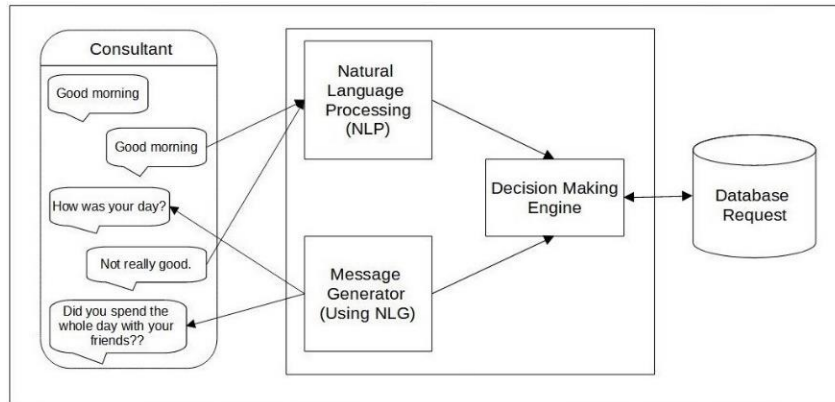 Consultant
Good morning
Good morning
How was your day?
Not really good.
Did you spend the
whole day with your
friends??
Natural
Language
Processing
(NLP)
Message
Generator
(Using NLG)
Decision Making
Engine
Database
Request